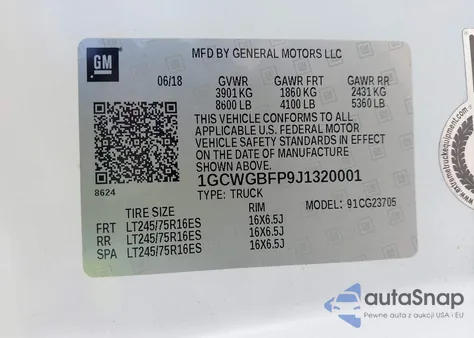 GM
MFD BY GENERAL MOTORS LLC
06/18 GVWR GAWR FRT GAWR RR
3901 KG 1860 KG 2431 KG
8600 LB 4100 LB 5360 LB
THIS VEHICLE CONFORMS TO ALL
APPLICABLE U.S. FEDERAL MOTOR
VEHICLE SAFETY STANDARDS IN EFFECT
ON THE DATE OF MANUFACTURE
SHOWN ABOVE.
8624
1GCWGBFP9J1320001
TYPE: TRUCK MODEL: 91CG23705
TIRE SIZE RIM
FRT LT245/75R16ES 16X6.5J
RR LT245/75R16ES 16X6.5J
SPA LT245/75R16ES 16X6.5J
autoSnap
Pewne auta z aukcji USA i EU